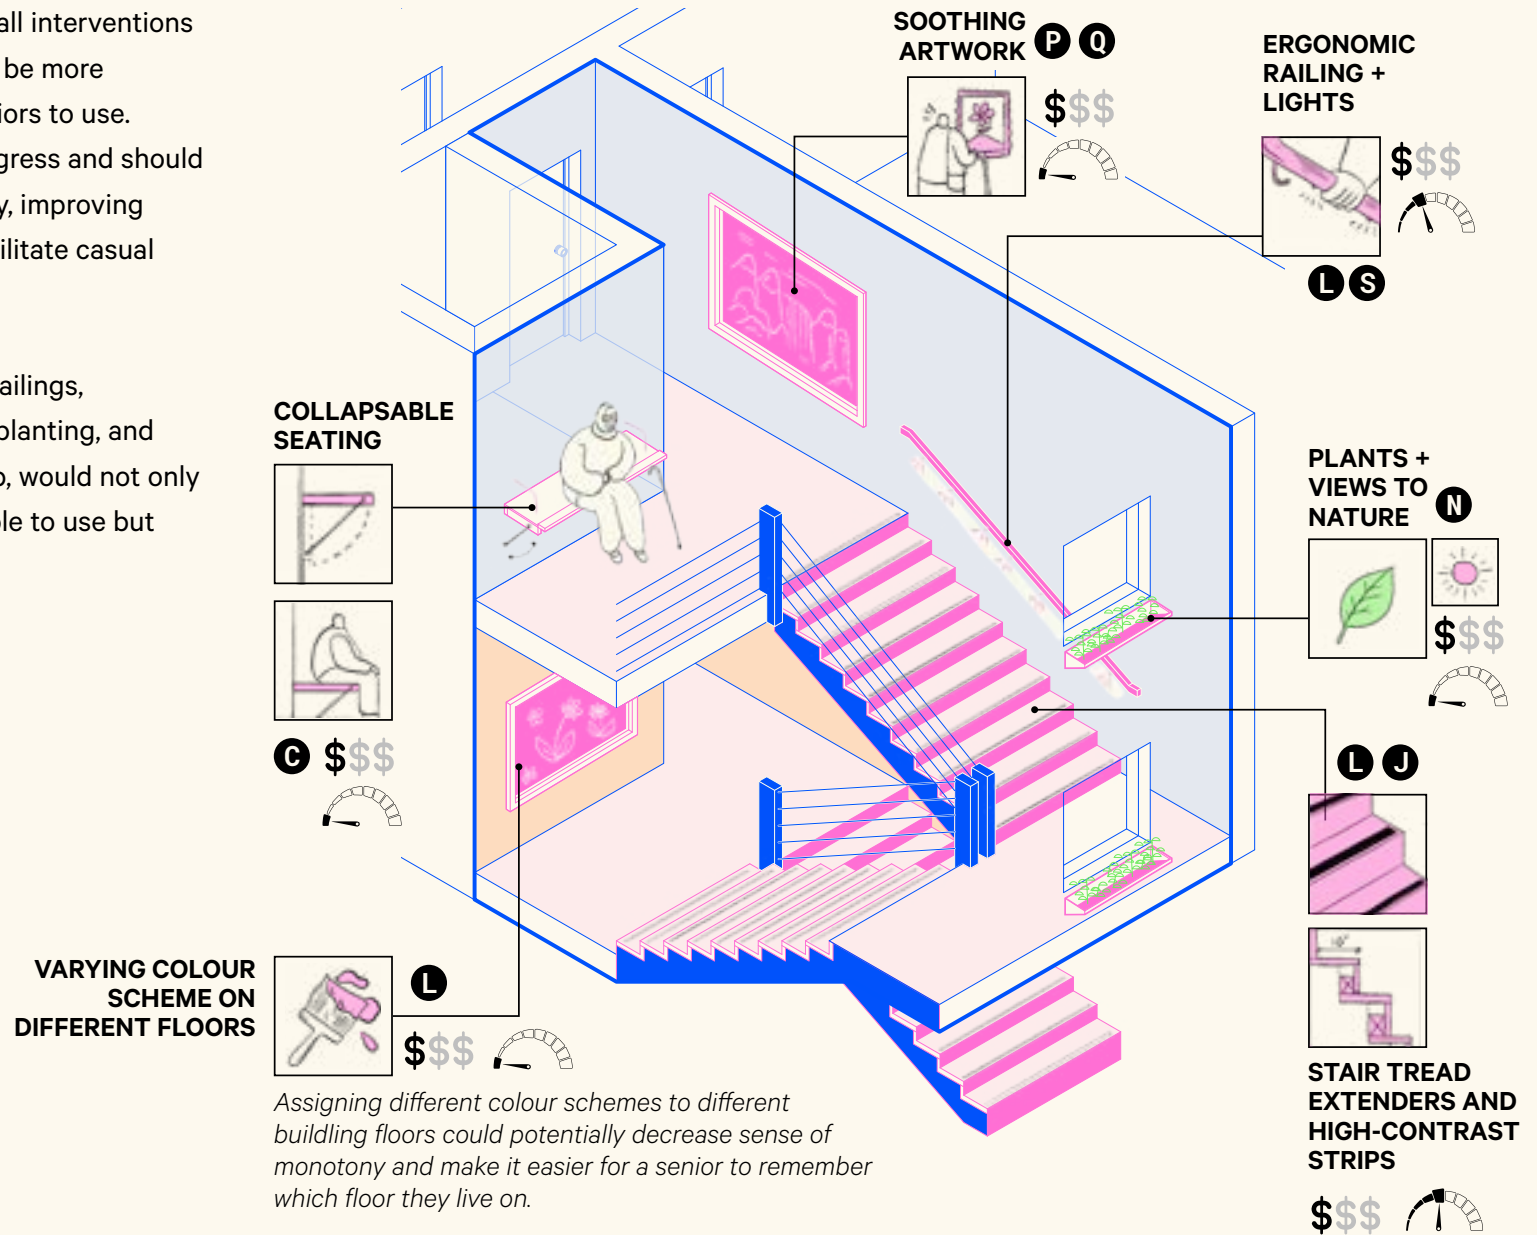 all interventions
be more
iors to use.
gress and should
y, improving
ilitate casual
ailings,
planting, and
o, would not only
ole to use but
SOOTHING
ARTWORK P Q
$$$
ERGONOMIC
RAILING +
LIGHTS
$$$
L S
COLLAPSABLE
SEATING
C $$$
PLANTS +
VIEWS TO
NATURE N
$$$
L J
STAIR TREAD
EXTENDERS AND
HIGH-CONTRAST
STRIPS
$$$
VARYING COLOUR
SCHEME ON
DIFFERENT FLOORS
L
$$$
Assigning different colour schemes to different
buildling floors could potentially decrease sense of
monotony and make it easier for a senior to remember
which floor they live on.